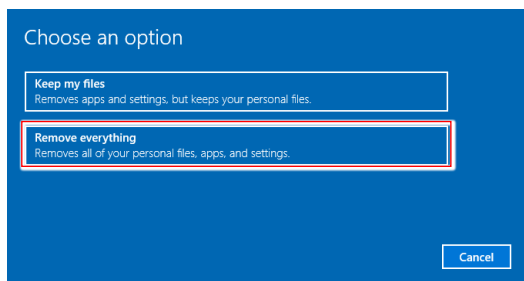 Choose an option
Keep my files
Removes apps and settings, but keeps your personal files.
Remove everything
Removes all of your personal files, apps, and settings.
Cancel